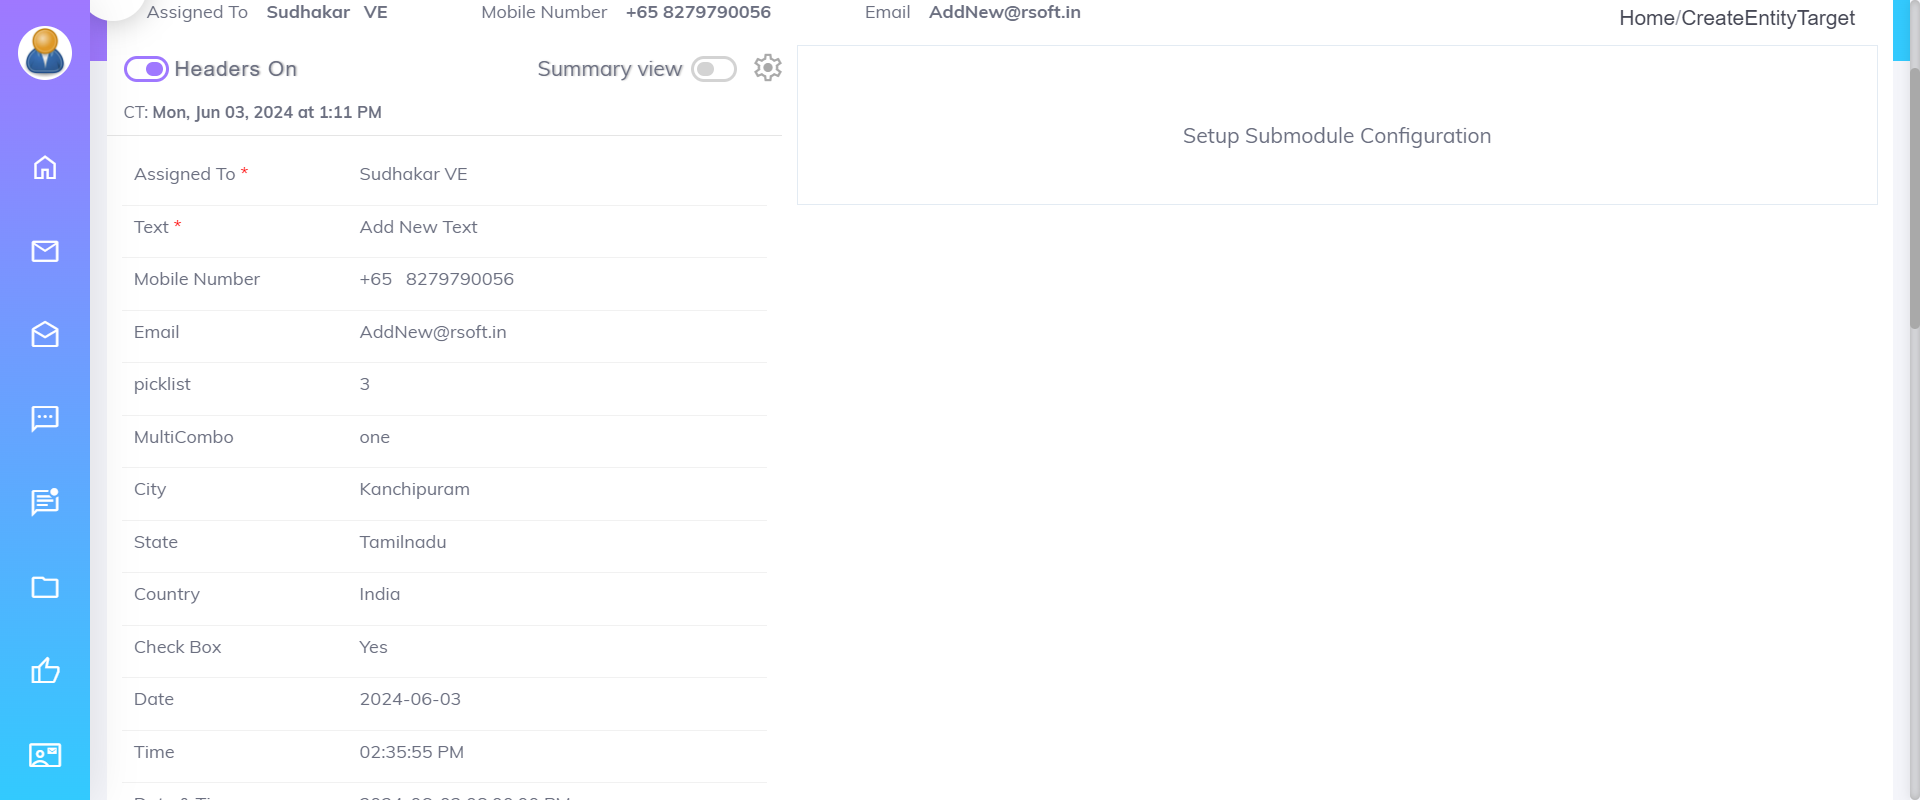 Assigned To Sudhakar VE Mobile Number +65 8279790056 Email AddNew@rsoft.in Home/CreateEntityTarget
Headers On Summary view
CT: Mon, Jun 03, 2024 at 1:11 PM
Setup Submodule Configuration
Assigned To * Sudhakar VE
Text * Add New Text
Mobile Number +65 8279790056
Email AddNew@rsoft.in
picklist 3
MultiCombo one
City Kanchipuram
State Tamilnadu
Country India
Check Box Yes
Date 2024-06-03
Time 02:35:55 PM